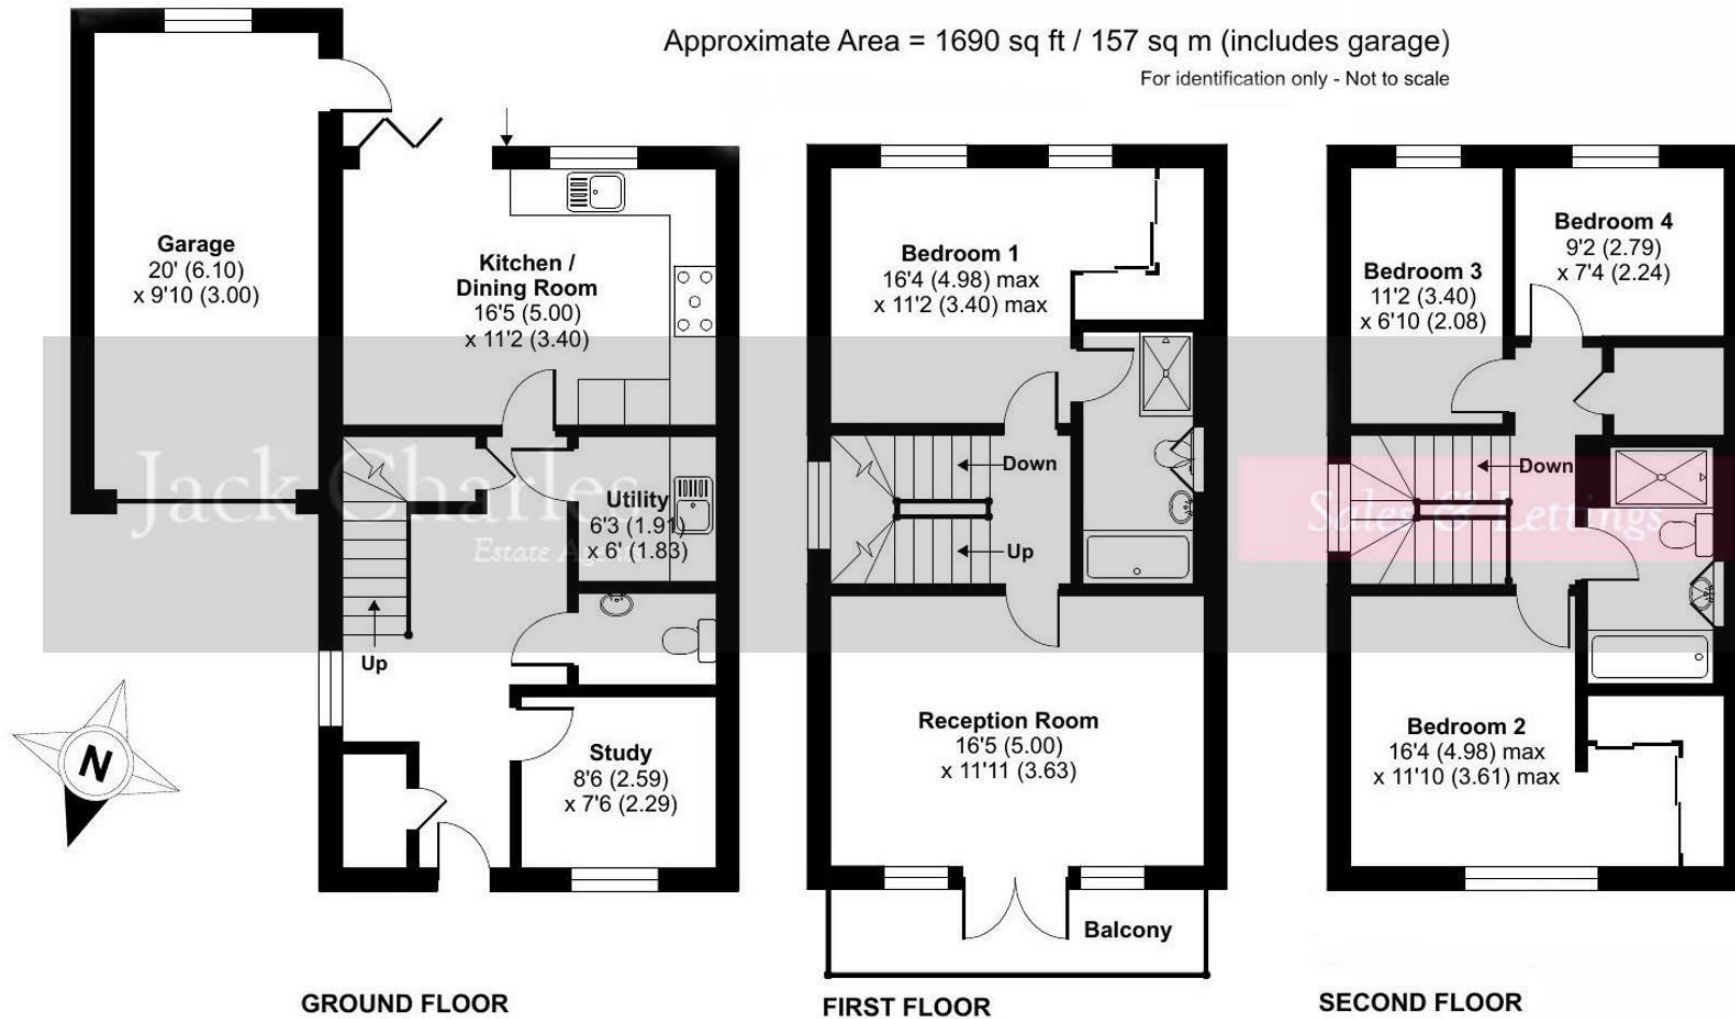 Approximate Area = 1690 sq ft / 157 sq m (includes garage)
For identification only - Not to scale
Garage
20' (6.10)
x 9'10 (3.00)
Kitchen /
Dining Room
16'5 (5.00)
x 11'2 (3.40)
Utility
6'3 (1.91)
x 6' (1.83)
Up
Study
8'6 (2.59)
x 7'6 (2.29)
N
GROUND FLOOR
Bedroom 1
16'4 (4.98) max
x 11'2 (3.40) max
Down
Up
Reception Room
16'5 (5.00)
x 11'11 (3.63)
Balcony
FIRST FLOOR
Bedroom 3
11'2 (3.40)
x 6'10 (2.08)
Bedroom 4
9'2 (2.79)
x 7'4 (2.24)
Down
Bedroom 2
16'4 (4.98) max
x 11'10 (3.61) max
SECOND FLOOR
Jack Charles
Estate Agents
Sales & Lettings